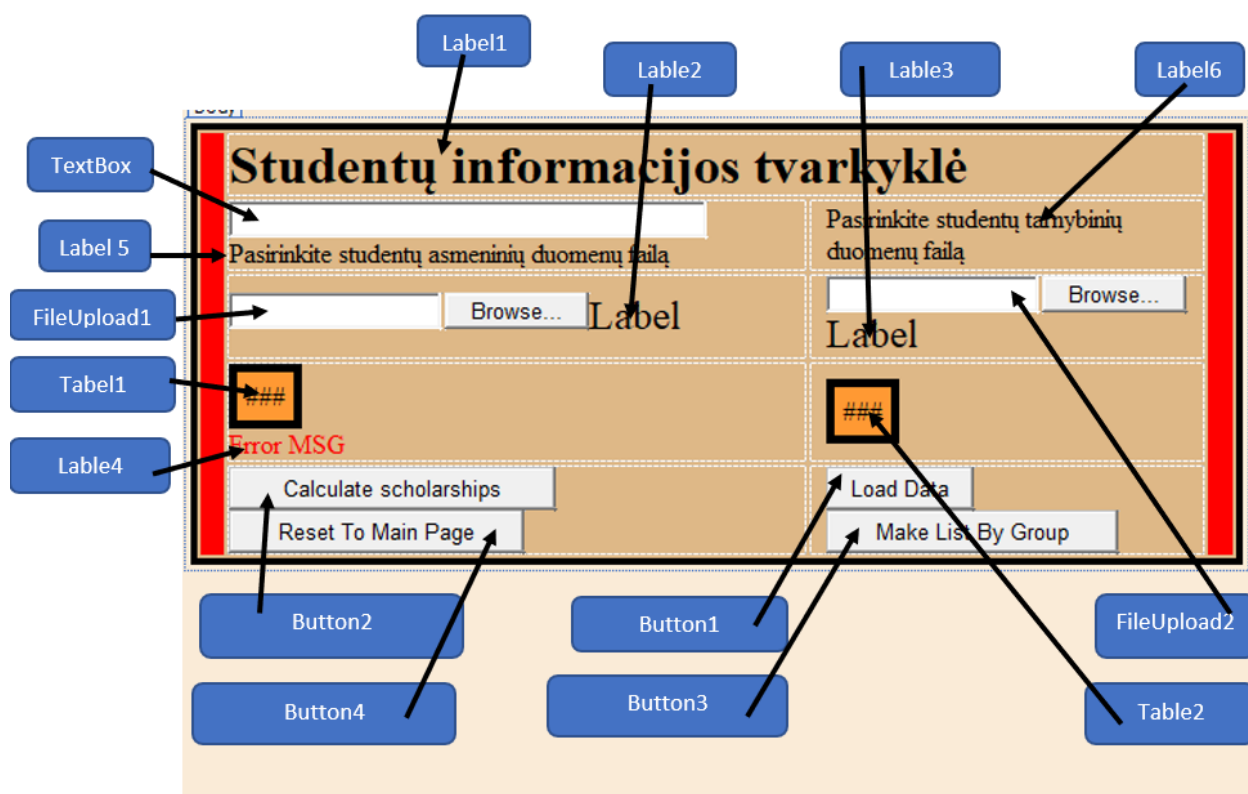 Label1
Lable2
Lable3
Label6
body
TextBox
Studentų informacijos tvarkyklė
Label 5
Pasirinkite studentų asmeninių duomenų failą
Pasirinkite studentų tarnybinių
duomenų failą
FileUpload1
Browse...
Label
Browse...
Label
Tabel1
###
###
Error MSG
Lable4
Calculate scholarships
Load Data
Reset To Main Page
Make List By Group
Button2
Button1
FileUpload2
Button4
Button3
Table2